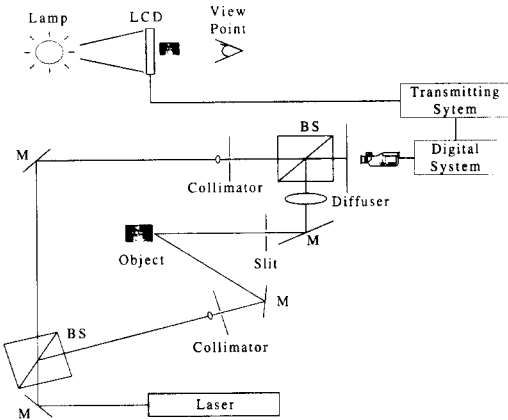 Lamp
LCD
View
Point
Transmitting
Sytem
BS
Digital
System
M
Collimator
Diffuser
M
Object
Slit
M
BS
Collimator
M
Laser